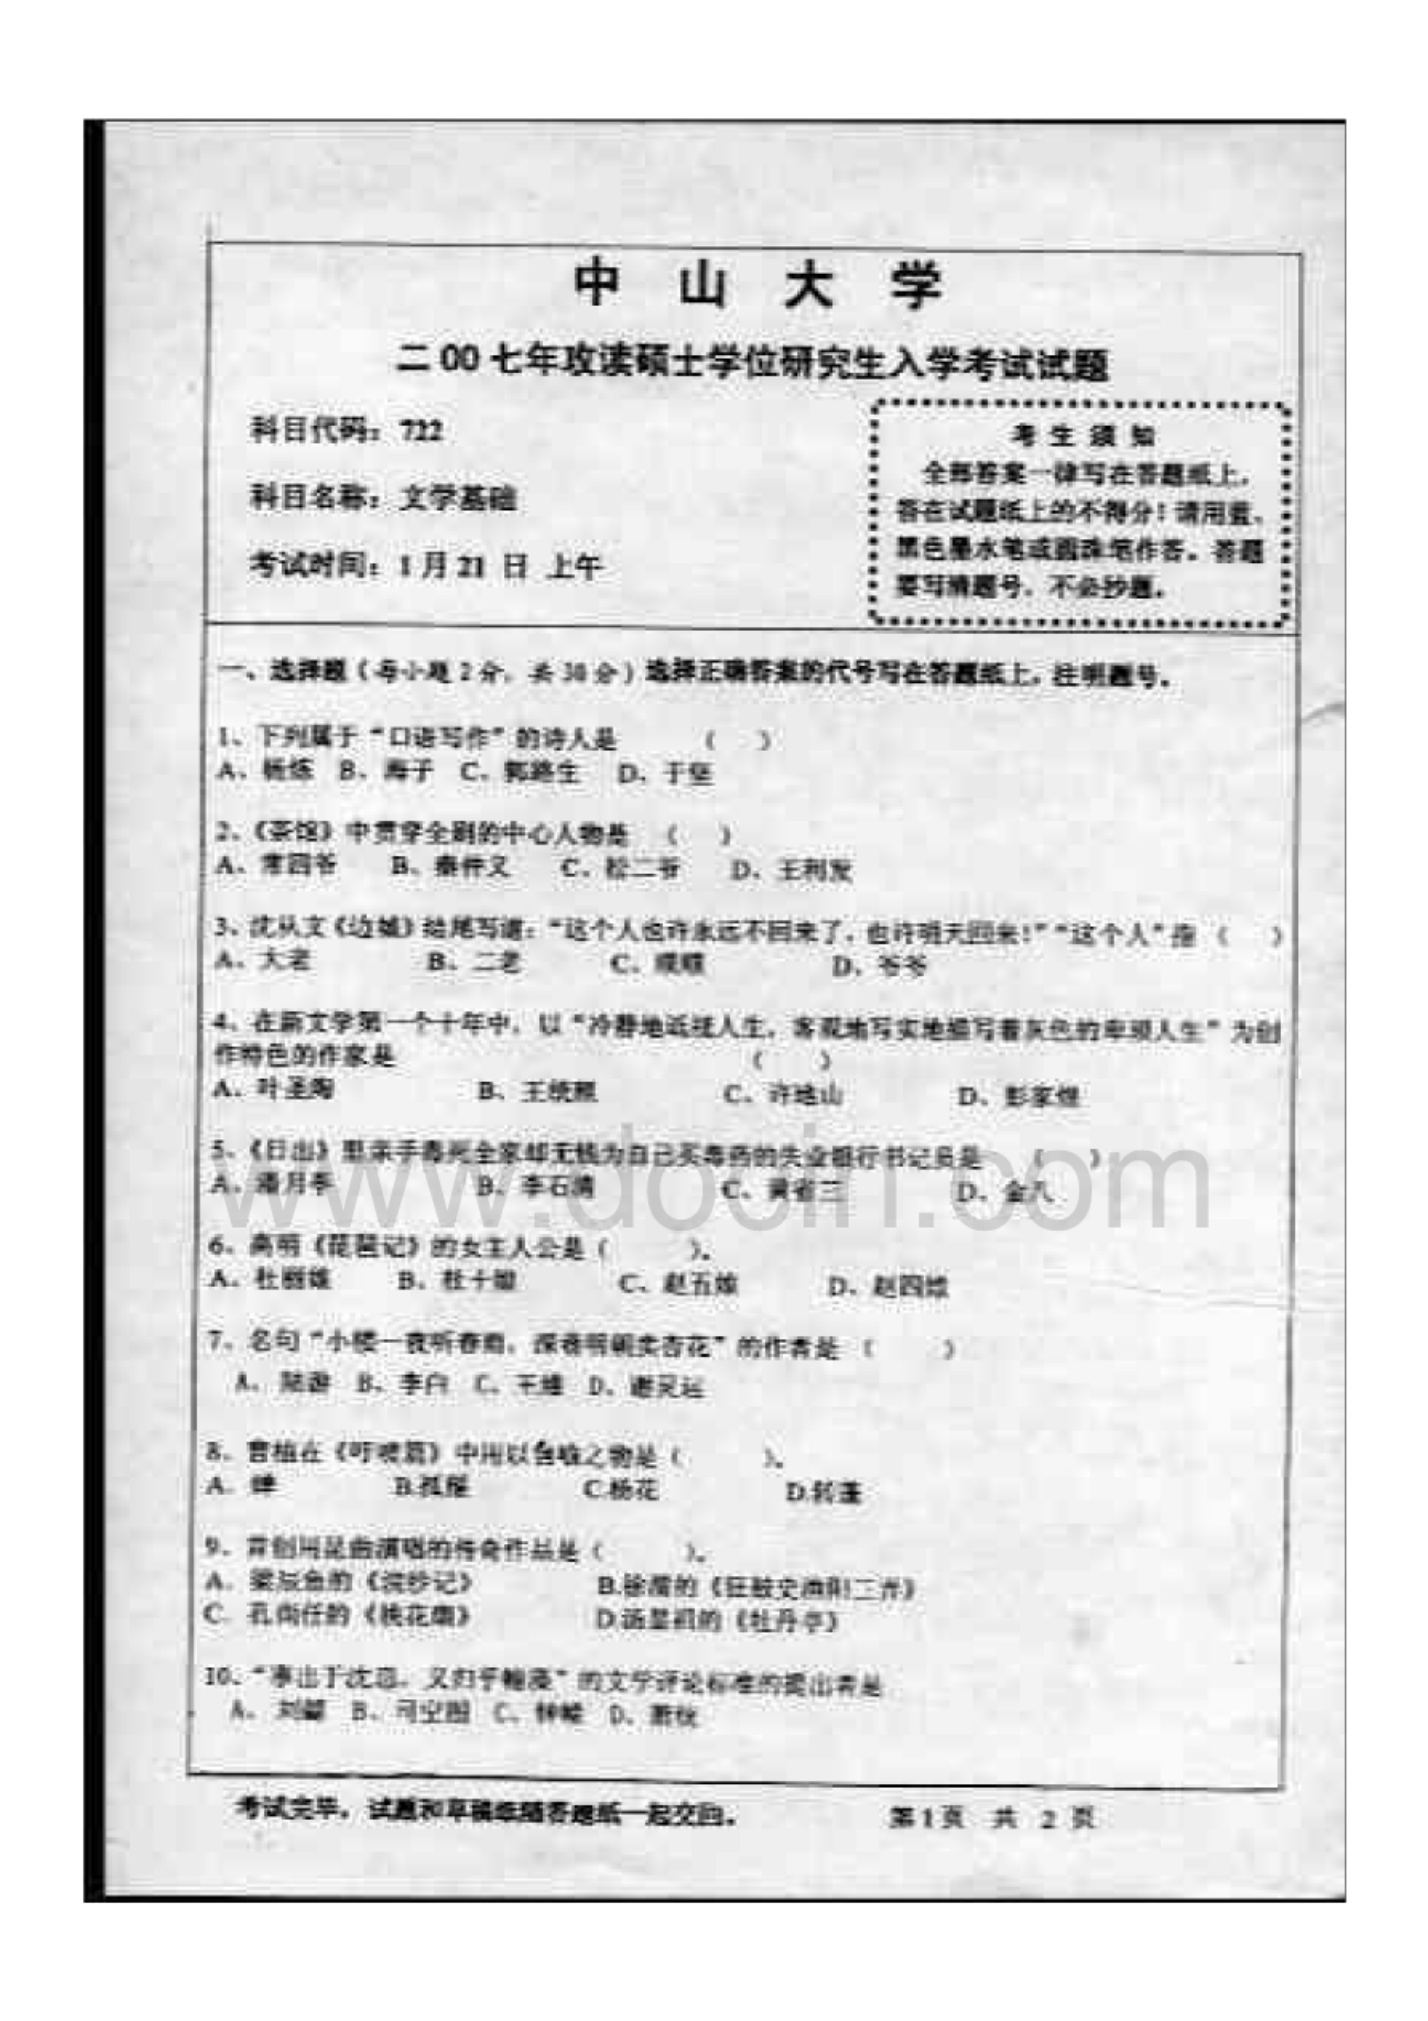 中 山 大 学
二00七年攻读硕士学位研究生入学考试试题
科目代码：722
科目名称：文学基础
考试时间：1月21 日 上午
考 生 须 知
全部答案一律写在答题纸上，
答在试题纸上的不得分！请用蓝、
黑色墨水笔或圆珠笔作答。答题
要写清题号，不必抄题。
一、选择题（每小题2分，共30分）选择正确答案的代号写在答题纸上，注明题号。
1、下列属于“口语写作”的诗人是 （ ）
A、杨炼 B、海子 C、郭路生 D、于坚
2、《茶馆》中贯穿全剧的中心人物是 （ ）
A、常四爷 B、秦仲义 C、松二爷 D、王利发
3、沈从文《边城》结尾写道：“这个人也许永远不回来了，也许明天回来！”“这个人”指（ ）
A、大老 B、二老 C、 D、爷爷
4、在新文学第一个十年中，以“冷静地谛视人生，客观地写实地描写着灰色的卑琐人生”为创
作特色的作家是 （ ）
A、叶圣陶 B、王统照 C、许地山 D、彭家煌
5、《日出》里亲手毒死全家却无钱为自己买毒药的失业银行书记员是 （ ）
A、潘月亭 B、李石清 C、黄省三 D、金八
6、高明《琵琶记》的女主人公是（ ）。
A、杜丽娘 B、杜十娘 C、赵五娘 D、赵四娘
7、名句“小楼一夜听春雨，深巷明朝卖杏花”的作者是 （ ）
A、陆游 B、李白 C、王维 D、谢灵运
8、曹植在《吁嗟篇》中用以自喻之物是（ ）。
A. 蝉 B.孤雁 C.杨花 D.转蓬
9、首创用昆曲演唱的传奇作品是（ ）。
A. 梁辰鱼的《浣纱记》 B.徐渭的《狂鼓史渔阳三弄》
C. 孔尚任的《桃花扇》 D.汤显祖的《牡丹亭》
10、“事出于沈思，义归乎翰藻”的文学评论标准的提出者是
A、刘勰 B、司空图 C、钟嵘 D、萧统
考试完毕，试题和草稿纸随答题纸一起交回。 第1页 共 2 页
www.docin.com